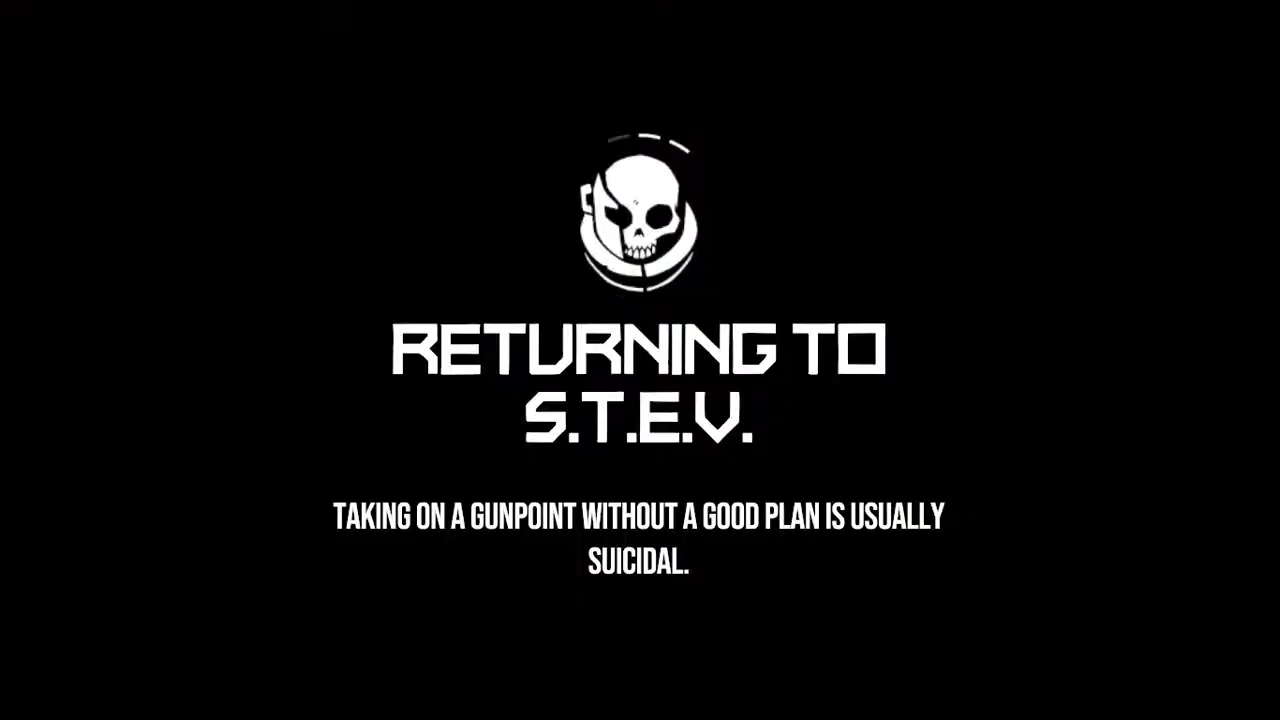 RETURNING TO
S.T.E.V.
TAKING ON A GUNPOINT WITHOUT A GOOD PLAN IS USUALLY
SUICIDAL.